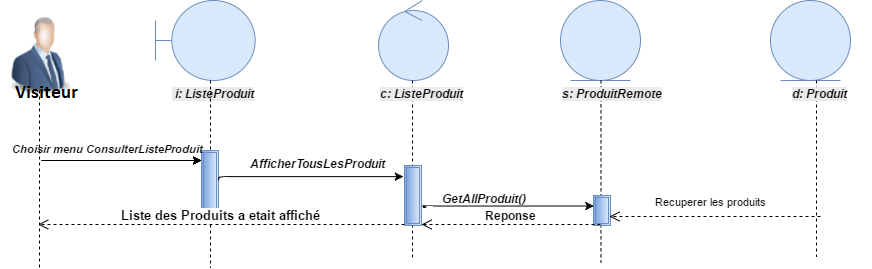 Visiteur
i: ListeProduit
c: ListeProduit
s: ProduitRemote
d: Produit
Choisir menu ConsulterListeProduit
AfficherTousLesProduit
GetAllProduit()
Recuperer les produits
Liste des Produits a etait affiché
Reponse